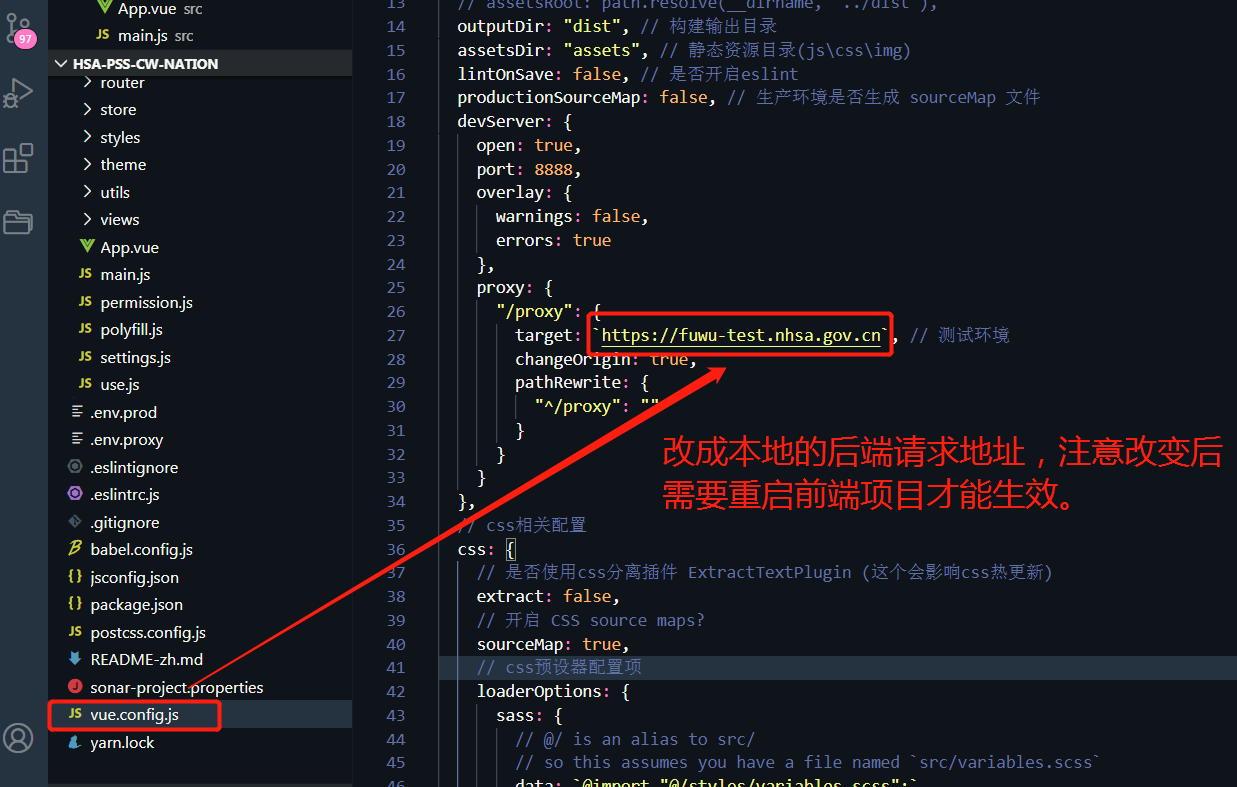 97
App.vue src
JS main.js src
HSA-PSS-CW-NATION
router
store
styles
theme
utils
views
App.vue
JS main.js
JS permission.js
JS polyfill.js
JS settings.js
JS use.js
.env.prod
.env.proxy
.eslintignore
.eslintrc.js
.gitignore
babel.config.js
{} jsconfig.json
{} package.json
JS postcss.config.js
README-zh.md
sonar-project.properties
JS vue.config.js
yarn.lock
13 // assetsRoot: path.resolve(__dirname, "../dist"),
14 outputDir: "dist", // 构建输出目录
15 assetsDir: "assets", // 静态资源目录(js\css\img)
16 lintOnSave: false, // 是否开启eslint
17 productionSourceMap: false, // 生产环境是否生成 sourceMap 文件
18 devServer: {
19 open: true,
20 port: 8888,
21 overlay: {
22 warnings: false,
23 errors: true
24 },
25 proxy: {
26 "/proxy": {
27 target: `https://fuwu-test.nhsa.gov.cn`, // 测试环境
28 changeOrigin: true,
29 pathRewrite: {
30 "^/proxy": ""
31 }
32 }
33 }
34 },
35 // css相关配置
36 css: {
37 // 是否使用css分离插件 ExtractTextPlugin (这个会影响css热更新)
38 extract: false,
39 // 开启 CSS source maps?
40 sourceMap: true,
41 // css预设器配置项
42 loaderOptions: {
43 sass: {
44 // @/ is an alias to src/
45 // so this assumes you have a file named `src/variables.scss`
46 data: `@import "@/styles/variables.scss";`
改成本地的后端请求地址，注意改变后
需要重启前端项目才能生效。